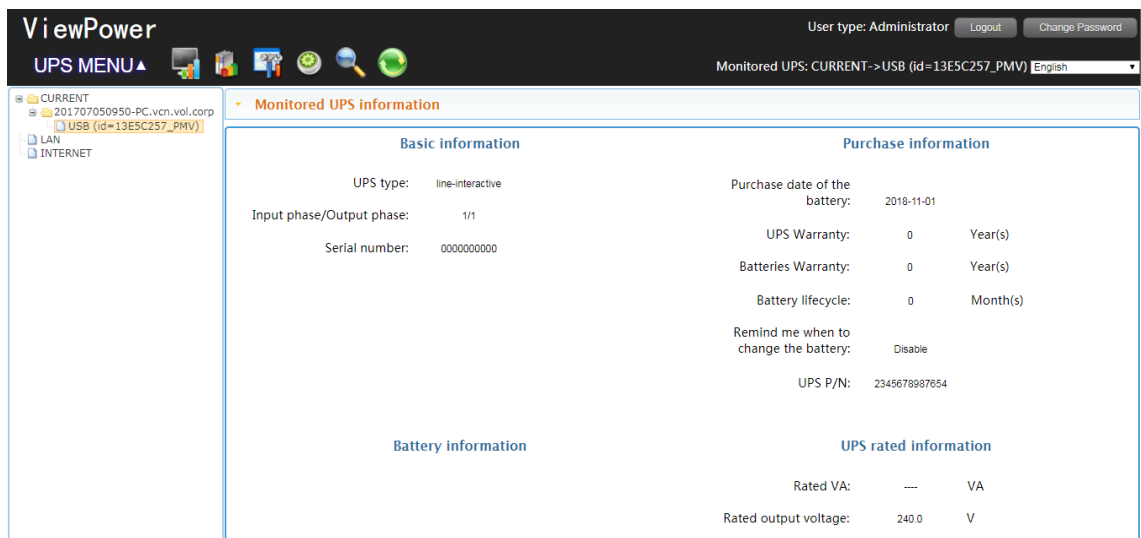 ViewPower
User type: Administrator Logout Change Password
UPS MENU▲
Monitored UPS: CURRENT->USB (id=13E5C257_PMV) English
CURRENT
201707050950-PC.vcn.vol.corp
USB (id=13E5C257_PMV)
LAN
INTERNET
Monitored UPS information
Basic information
UPS type: line-interactive
Input phase/Output phase: 1/1
Serial number: 0000000000
Purchase information
Purchase date of the
battery: 2018-11-01
UPS Warranty: 0 Year(s)
Batteries Warranty: 0 Year(s)
Battery lifecycle: 0 Month(s)
Remind me when to
change the battery: Disable
UPS P/N: 2345678987654
Battery information
UPS rated information
Rated VA: ---- VA
Rated output voltage: 240.0 V